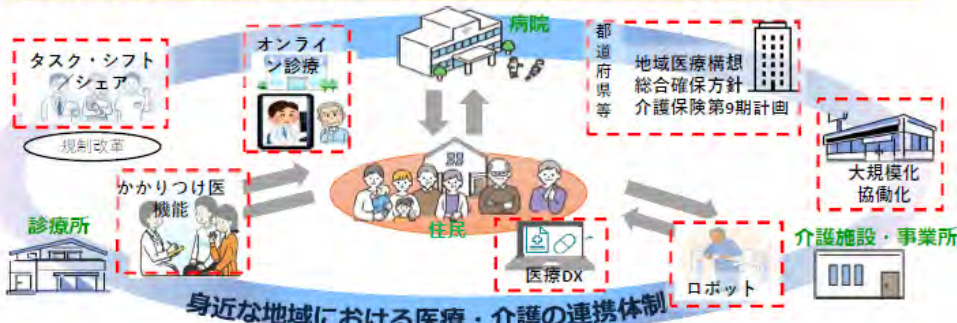 病院
タスク・シフト
／シェア
オンライ
ン診療
都道府県等
地域医療構想
総合確保方針
介護保険第9期計画
規制改革
大規模化
協働化
かかりつけ医
機能
診療所
住民
医療DX
ロボット
介護施設・事業所
身近な地域における医療・介護の連携体制